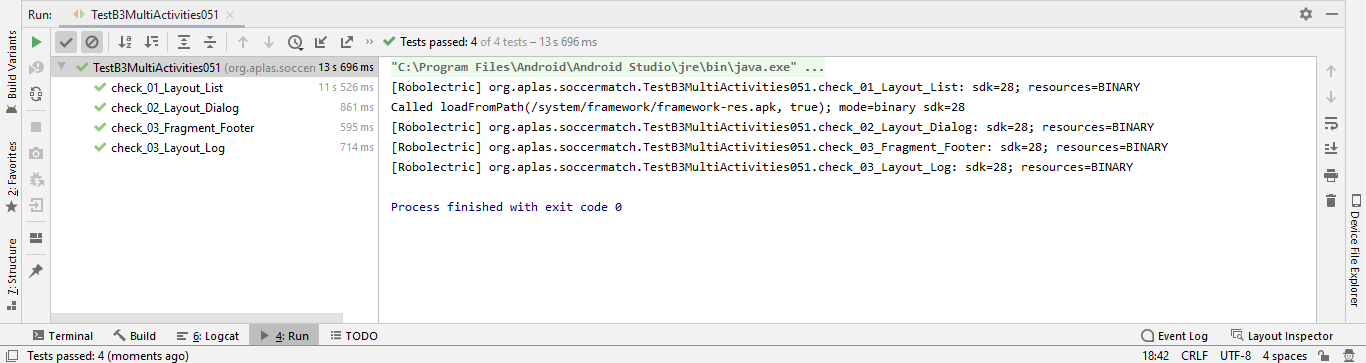 Run: TestB3MultiActivities051
Tests passed: 4 of 4 tests – 13 s 696 ms
TestB3MultiActivities051 (org.aplas.soccern 13 s 696 ms
check_01_Layout_List 11 s 526 ms
check_02_Layout_Dialog 861 ms
check_03_Fragment_Footer 595 ms
check_03_Layout_Log 714 ms
"C:\Program Files\Android\Android Studio\jre\bin\java.exe" ...
[Robolectric] org.aplas.soccermatch.TestB3MultiActivities051.check_01_Layout_List: sdk=28; resources=BINARY
Called loadFromPath(/system/framework/framework-res.apk, true); mode=binary sdk=28
[Robolectric] org.aplas.soccermatch.TestB3MultiActivities051.check_02_Layout_Dialog: sdk=28; resources=BINARY
[Robolectric] org.aplas.soccermatch.TestB3MultiActivities051.check_03_Fragment_Footer: sdk=28; resources=BINARY
[Robolectric] org.aplas.soccermatch.TestB3MultiActivities051.check_03_Layout_Log: sdk=28; resources=BINARY
Process finished with exit code 0
Build Variants
2: Favorites
7: Structure
Device File Explorer
Terminal Build 6: Logcat 4: Run TODO Event Log Layout Inspector
Tests passed: 4 (moments ago) 18:42 CRLF UTF-8 4 spaces